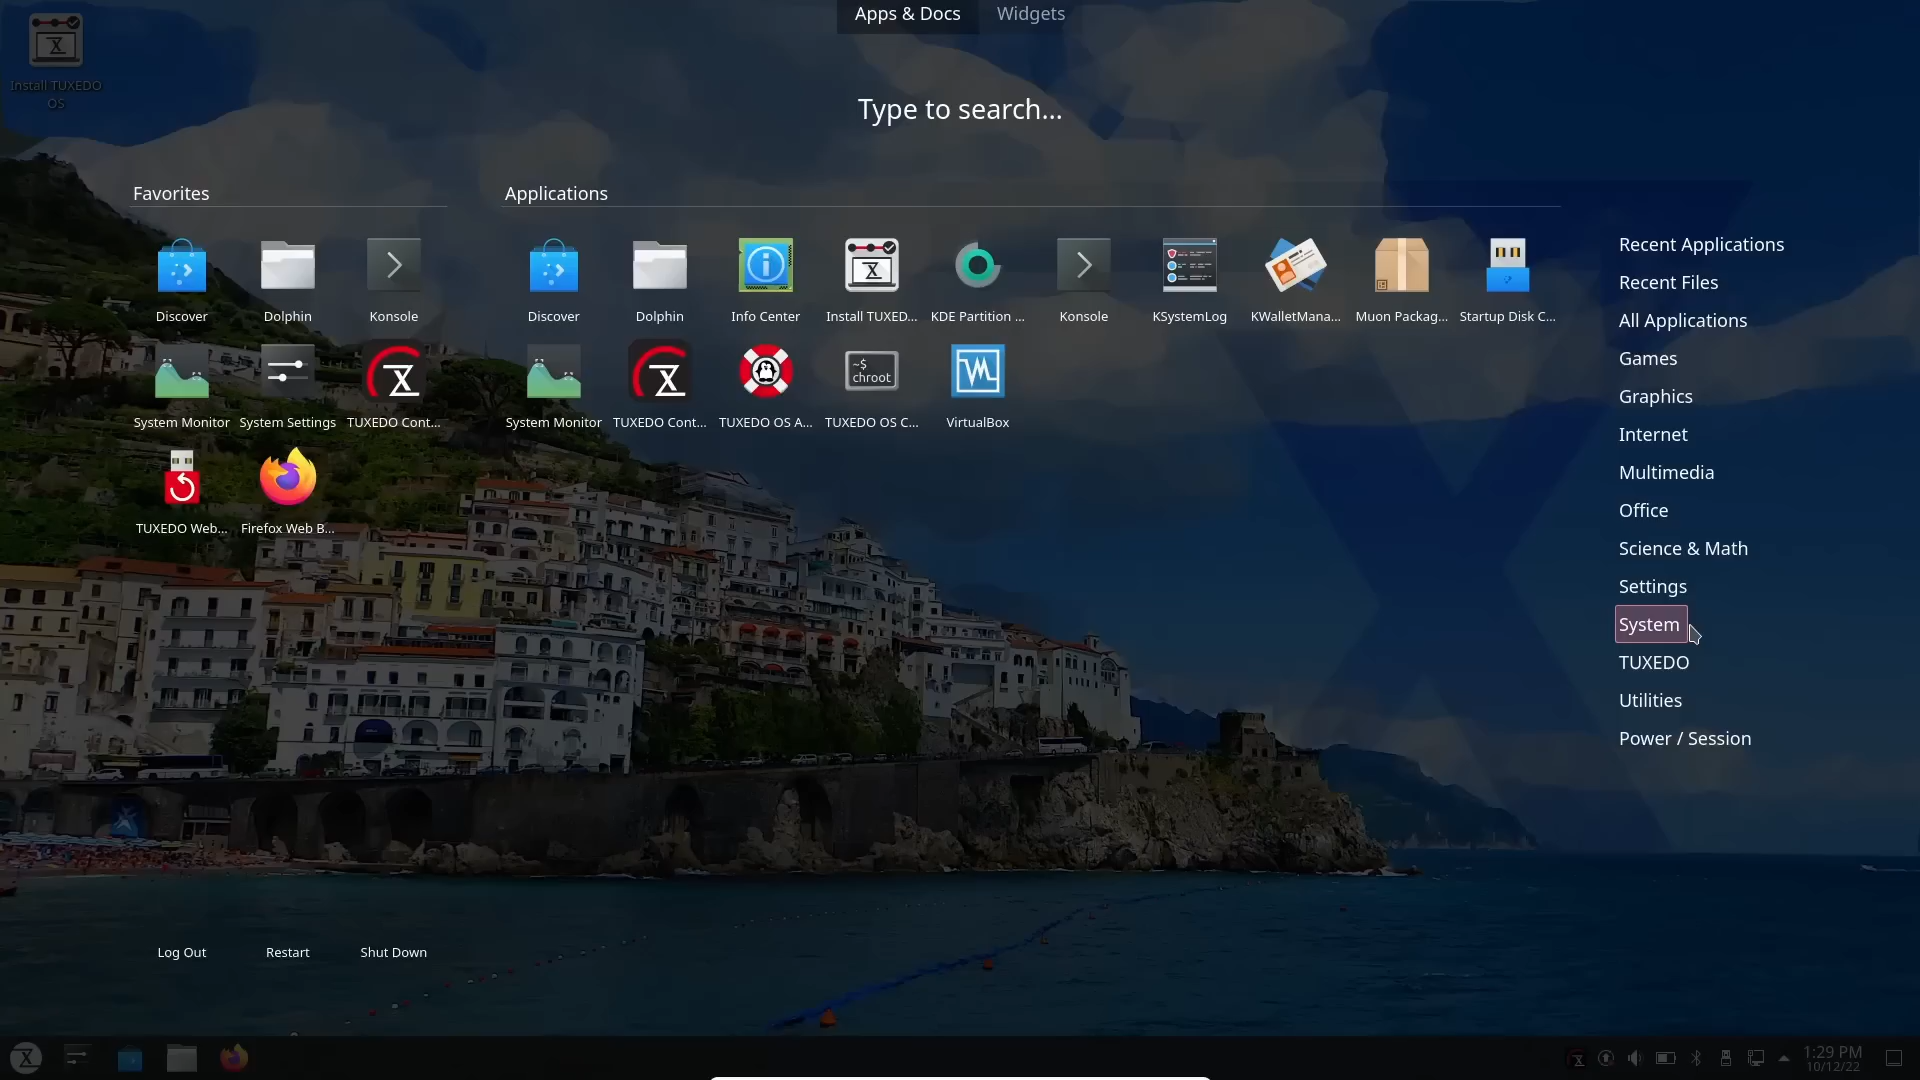 Apps & Docs
Widgets
Install TUXEDO
OS
Type to search...
Favorites
Applications
Discover
Dolphin
Konsole
Discover
Dolphin
Info Center
Install TUXED...
KDE Partition ...
Konsole
KSystemLog
KWalletMana...
Muon Packag...
Startup Disk C...
System Monitor
System Settings
TUXEDO Cont...
System Monitor
TUXEDO Cont...
TUXEDO OS A...
~$
chroot
TUXEDO OS C...
VirtualBox
TUXEDO Web...
Firefox Web B...
Recent Applications
Recent Files
All Applications
Games
Graphics
Internet
Multimedia
Office
Science & Math
Settings
System
TUXEDO
Utilities
Power / Session
Log Out
Restart
Shut Down
1:29 PM
10/12/22